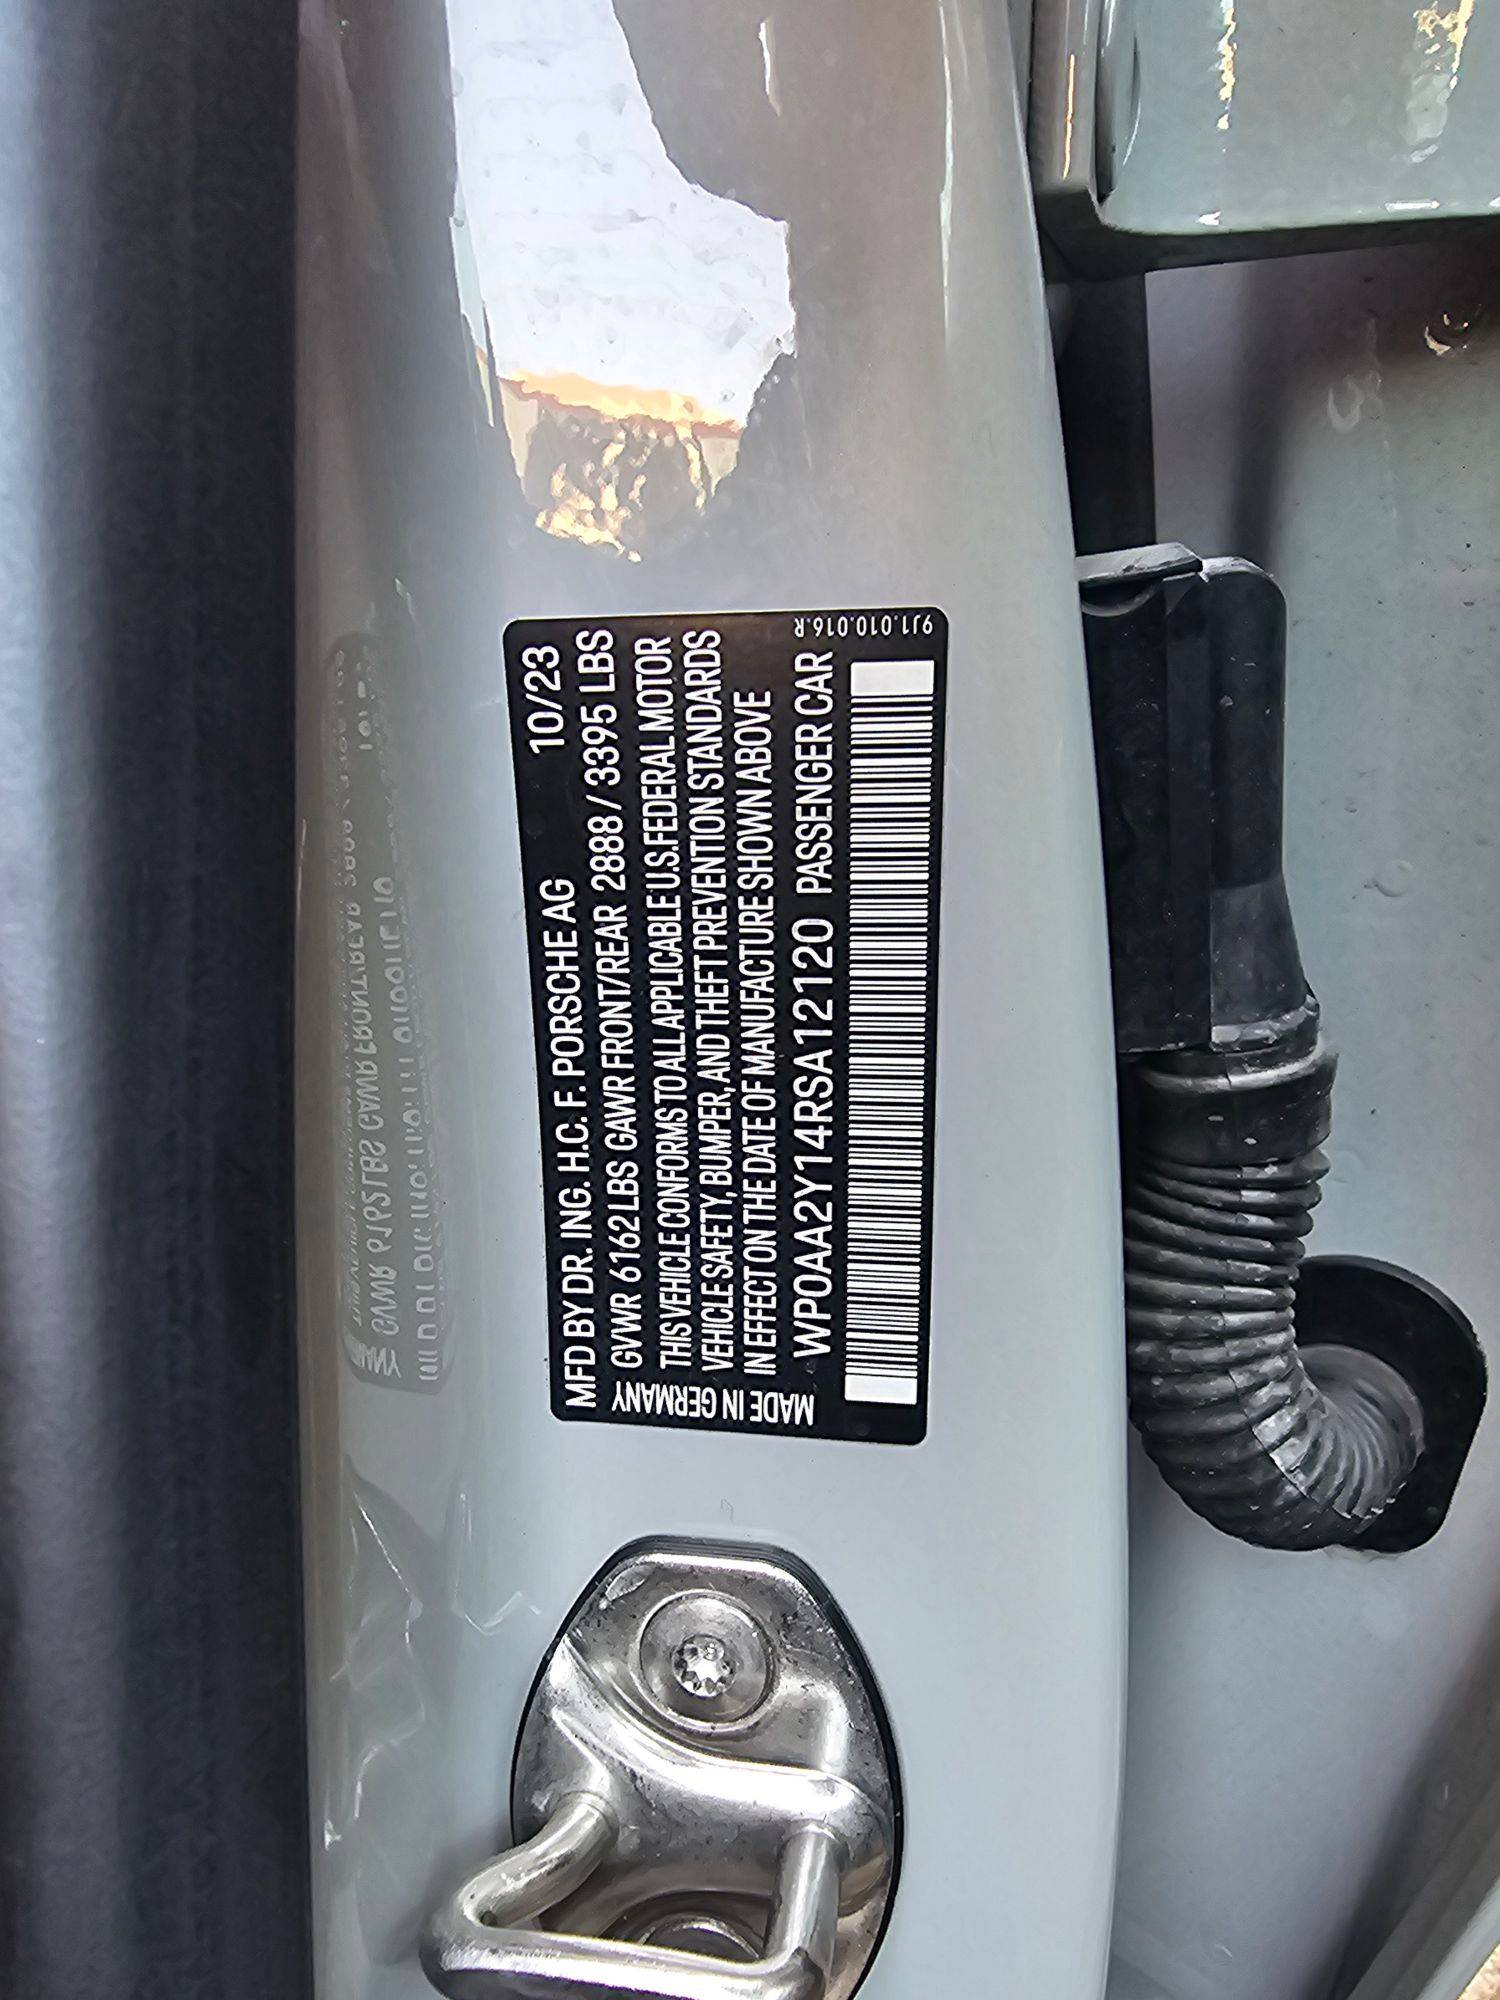 MFD BY DR. ING. H.C. F. PORSCHE AG 10/23
GVWR 6162 LBS GAWR FRONT/REAR 2888 / 3395 LBS
THIS VEHICLE CONFORMS TO ALL APPLICABLE U.S. FEDERAL MOTOR
VEHICLE SAFETY, BUMPER, AND THEFT PREVENTION STANDARDS
IN EFFECT ON THE DATE OF MANUFACTURE SHOWN ABOVE
WP0AA2Y14RSA12120 PASSENGER CAR
MADE IN GERMANY
9J1.010.016.R